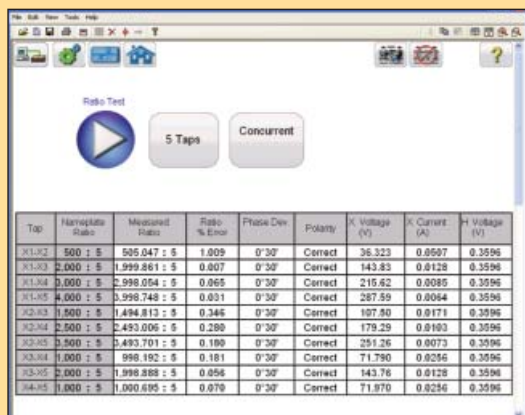 File Edit View Tools Help
?
?
Ratio Test
5 Taps
Concurrent
Tap Nameplate Ratio Measured Ratio Ratio % Error Phase Dev. Polarity X Voltage (V) X Current (A) H Voltage (V)
X1-X2 500 : 5 505.047 : 5 1.009 0°30' Correct 36.323 0.0507 0.3596
X1-X3 2,000 : 5 1,999.861 : 5 0.007 0°30' Correct 143.83 0.0128 0.3596
X1-X4 3,000 : 5 2,998.054 : 5 0.065 0°30' Correct 215.62 0.0085 0.3596
X1-X5 4,000 : 5 3,998.748 : 5 0.031 0°30' Correct 287.59 0.0064 0.3596
X2-X3 1,500 : 5 1,494.813 : 5 0.346 0°30' Correct 107.50 0.0171 0.3596
X2-X4 2,500 : 5 2,493.006 : 5 0.280 0°30' Correct 179.29 0.0103 0.3596
X2-X5 3,500 : 5 3,493.701 : 5 0.180 0°30' Correct 251.26 0.0073 0.3596
X3-X4 1,000 : 5 998.192 : 5 0.181 0°30' Correct 71.790 0.0256 0.3596
X3-X5 2,000 : 5 1,998.888 : 5 0.056 0°30' Correct 143.76 0.0128 0.3596
X4-X5 1,000 : 5 1,000.695 : 5 0.070 0°30' Correct 71.970 0.0256 0.3596